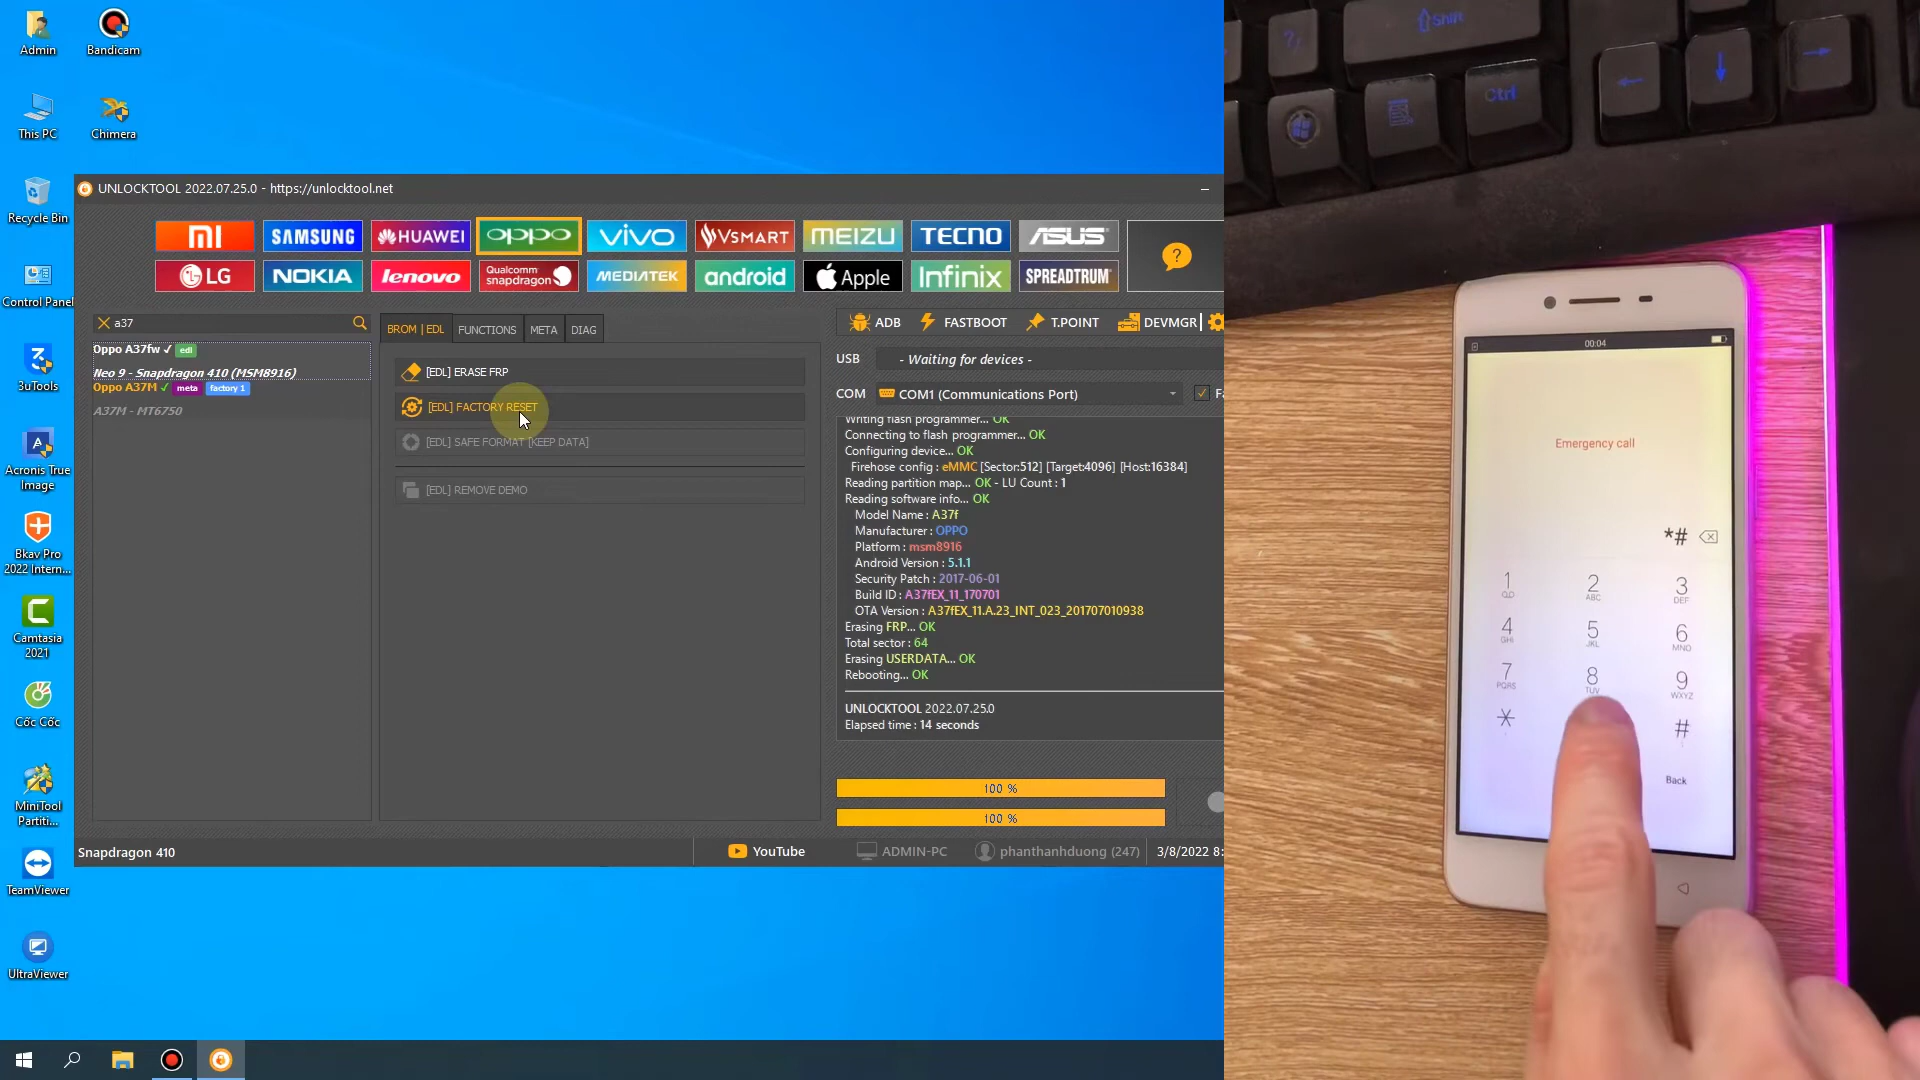 Admin
Bandicam
This PC
Chimera
Recycle Bin
Control Panel
3uTools
Acronis True
Image
Bkav Pro
2022 Intern...
Camtasia
2021
Cốc Cốc
MiniTool
Partiti...
TeamViewer
UltraViewer
UNLOCKTOOL 2022.07.25.0 - https://unlocktool.net
mi
SAMSUNG
HUAWEI
oppo
vivo
VSMART
MEIZU
TECNO
ASUS
?
LG
NOKIA
lenovo
Qualcomm
snapdragon
MEDIATEK
android
Apple
Infinix
SPREADTRUM
a37
Oppo A37fw ✓ edl
Neo 9 - Snapdragon 410 (MSM8916)
Oppo A37M ✓ meta factory 1
A37M - MT6750
BROM | EDL
FUNCTIONS
META
DIAG
[EDL] ERASE FRP
[EDL] FACTORY RESET
[EDL] SAFE FORMAT [KEEP DATA]
[EDL] REMOVE DEMO
ADB
FASTBOOT
T.POINT
DEVMGR
USB
- Waiting for devices -
COM
COM1 (Communications Port)
Writing flash programmer... OK
Connecting to flash programmer... OK
Configuring device... OK
Firehose config : eMMC [Sector:512] [Target:4096] [Host:16384]
Reading partition map... OK - LU Count : 1
Reading software info... OK
Model Name : A37f
Manufacturer : OPPO
Platform : msm8916
Android Version : 5.1.1
Security Patch : 2017-06-01
Build ID : A37fEX_11_170701
OTA Version : A37fEX_11.A.23_INT_023_201707010938
Erasing FRP... OK
Total sector : 64
Erasing USERDATA... OK
Rebooting... OK
UNLOCKTOOL 2022.07.25.0
Elapsed time : 14 seconds
100 %
100 %
Snapdragon 410
YouTube
ADMIN-PC
phanthanhduong (247)
3/8/2022 8:
Shift
Ctrl
00:04
Emergency call
*#
1
2 ABC
3 DEF
4 GHI
5 JKL
6 MNO
7 PQRS
8 TUV
9 WXYZ
*
#
Back